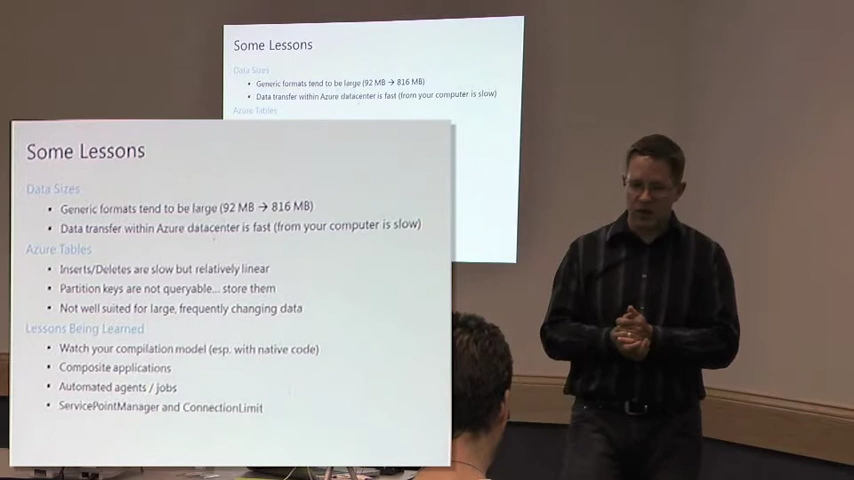 Some Lessons
Data Sizes
• Generic formats tend to be large (92 MB → 816 MB)
• Data transfer within Azure datacenter is fast (from your computer is slow)
Azure Tables
Some Lessons
Data Sizes
• Generic formats tend to be large (92 MB → 816 MB)
• Data transfer within Azure datacenter is fast (from your computer is slow)
Azure Tables
• Inserts/Deletes are slow but relatively linear
• Partition keys are not queryable... store them
• Not well suited for large, frequently changing data
Lessons Being Learned
• Watch your compilation model (esp. with native code)
• Composite applications
• Automated agents / jobs
• ServicePointManager and ConnectionLimit